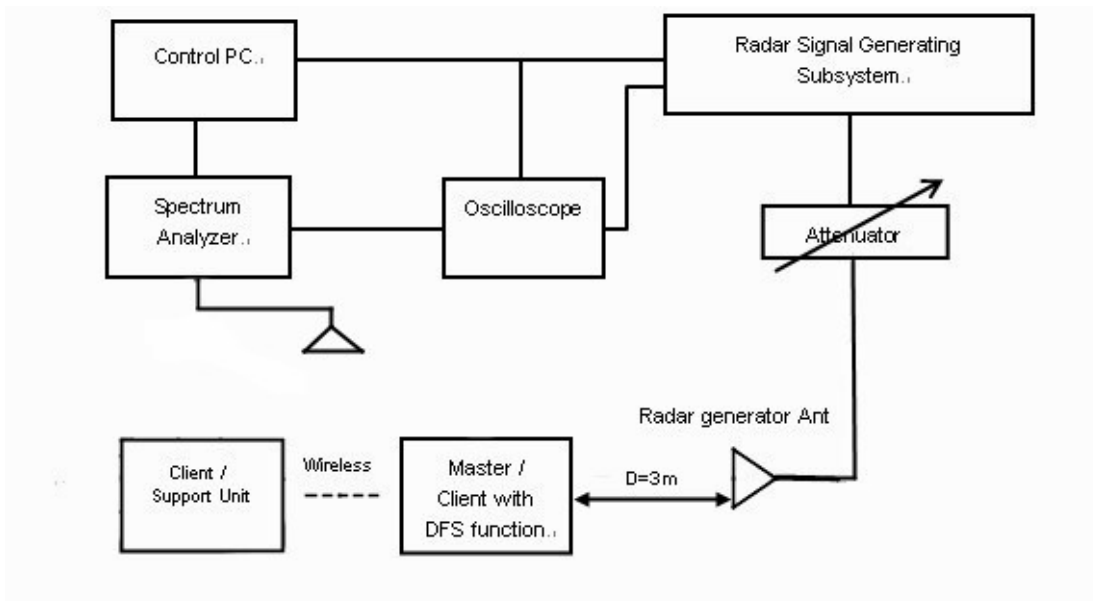 Control PC.
Radar Signal Generating
Subsystem.
Spectrum
Analyzer.
Oscilloscope
Attenuator
Radar generator Ant
Client /
Support Unit
Wireless
Master /
Client with
DFS function.
D=3m